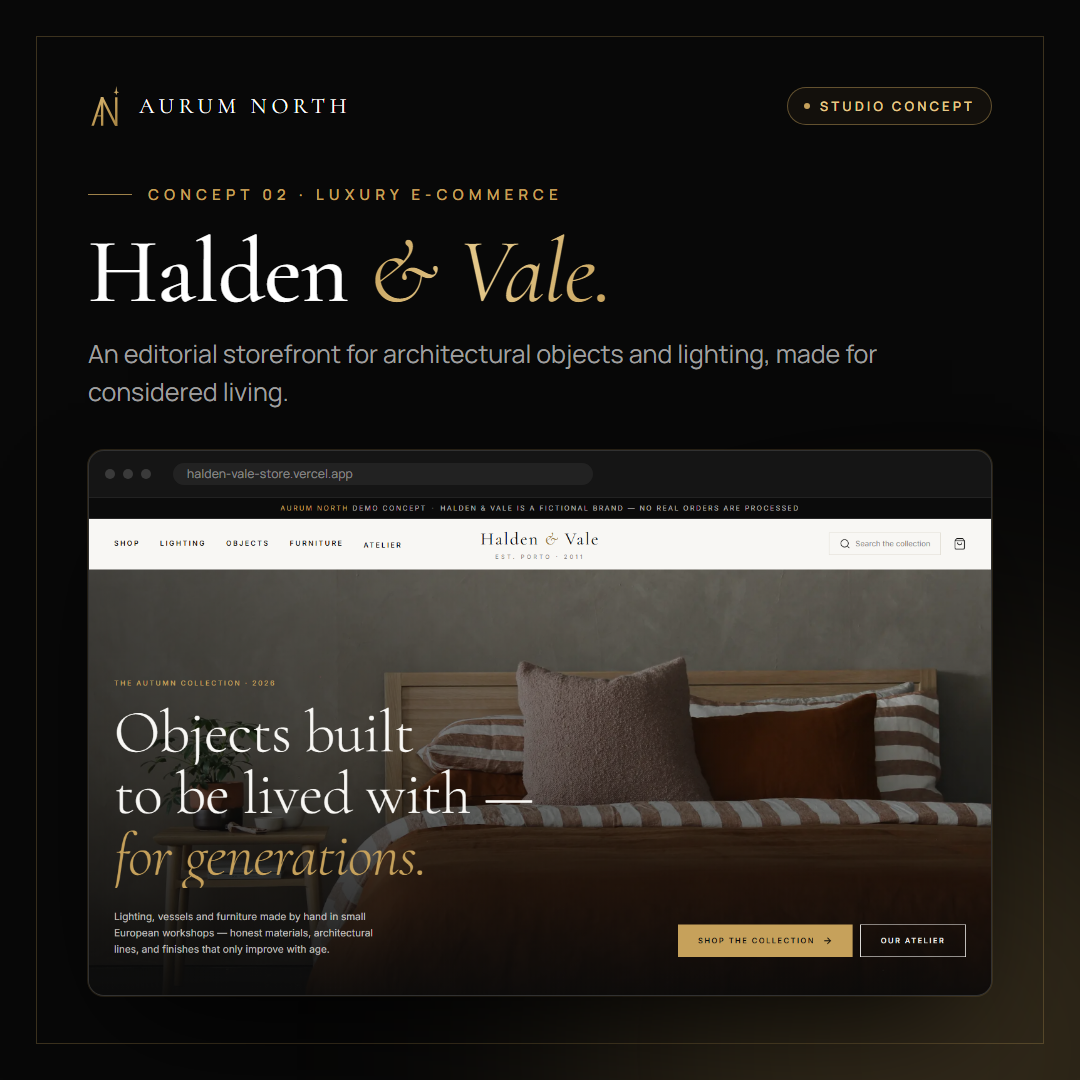 AURUM NORTH
STUDIO CONCEPT
CONCEPT 02 · LUXURY E-COMMERCE
Halden & Vale.
An editorial storefront for architectural objects and lighting, made for
considered living.
halden-vale-store.vercel.app
AURUM NORTH DEMO CONCEPT · HALDEN & VALE IS A FICTIONAL BRAND — NO REAL ORDERS ARE PROCESSED
SHOP LIGHTING OBJECTS FURNITURE ATELIER
Halden & Vale
EST. PORTO · 2011
Search the collection
THE AUTUMN COLLECTION · 2026
Objects built
to be lived with —
for generations.
Lighting, vessels and furniture made by hand in small
European workshops — honest materials, architectural
lines, and finishes that only improve with age.
SHOP THE COLLECTION →
OUR ATELIER